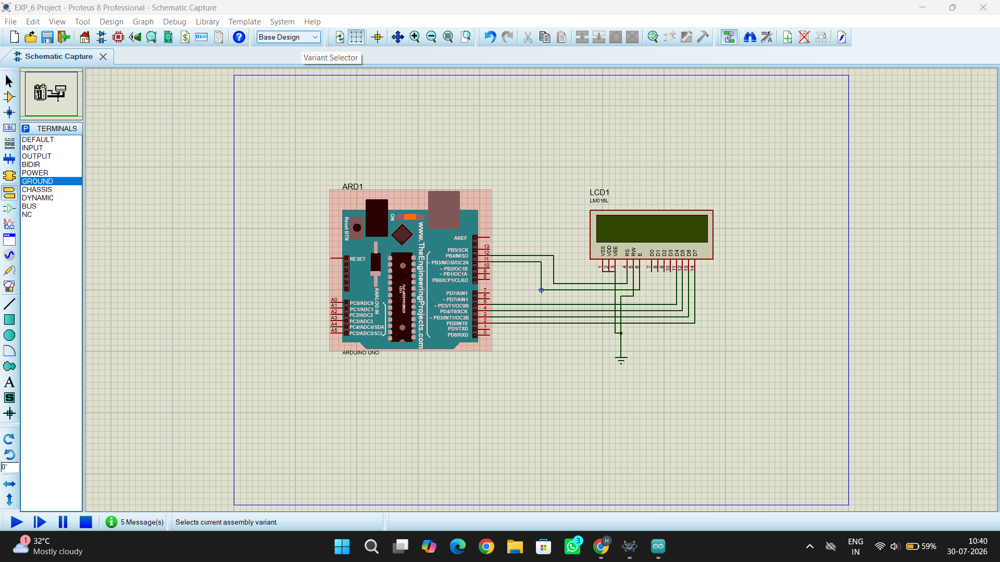 EXP_6 Project - Proteus 8 Professional - Schematic Capture
File Edit View Tool Design Graph Debug Library Template System Help
Base Design
Schematic Capture
Variant Selector
TERMINALS
DEFAULT
INPUT
OUTPUT
BIDIR
POWER
GROUND
CHASSIS
DYNAMIC
BUS
NC
LBL
A
S
0°
ARD1
Reset BTN
ON
www.TheEngineeringProjects.com
RESET
ANALOG IN
1121
ATMEGA328P-PU
A0
A1
A2
A3
A4
A5
PC0/ADC0
PC1/ADC1
PC2/ADC2
PC3/ADC3
PC4/ADC4/SDA
PC5/ADC5/SCL
AREF
PB5/SCK 13
PB4/MISO 12
~ PB3/MOSI/OC2A 11
~ PB2/OC1B 10
~ PB1/OC1A 9
PB0/ICP1/CLKO 8
PD7/AIN1 7
~ PD7/AIN1 6
~ PD5/T1/OC0B 5
PD4/T0/XCK 4
~ PD3/INT1/OC2B 3
PD2/INT0 2
PD1/TXD 1
PD0/RXD 0
ARDUINO UNO
LCD1
LM016L
VSS VDD VEE RS RW E D0 D1 D2 D3 D4 D5 D6 D7
1 2 3 4 5 6 7 8 9 10 11 12 13 14
5 Message(s)
Selects current assembly variant.
1
32°C
Mostly cloudy
3
H
ENG
IN
59%
10:40
30-07-2026